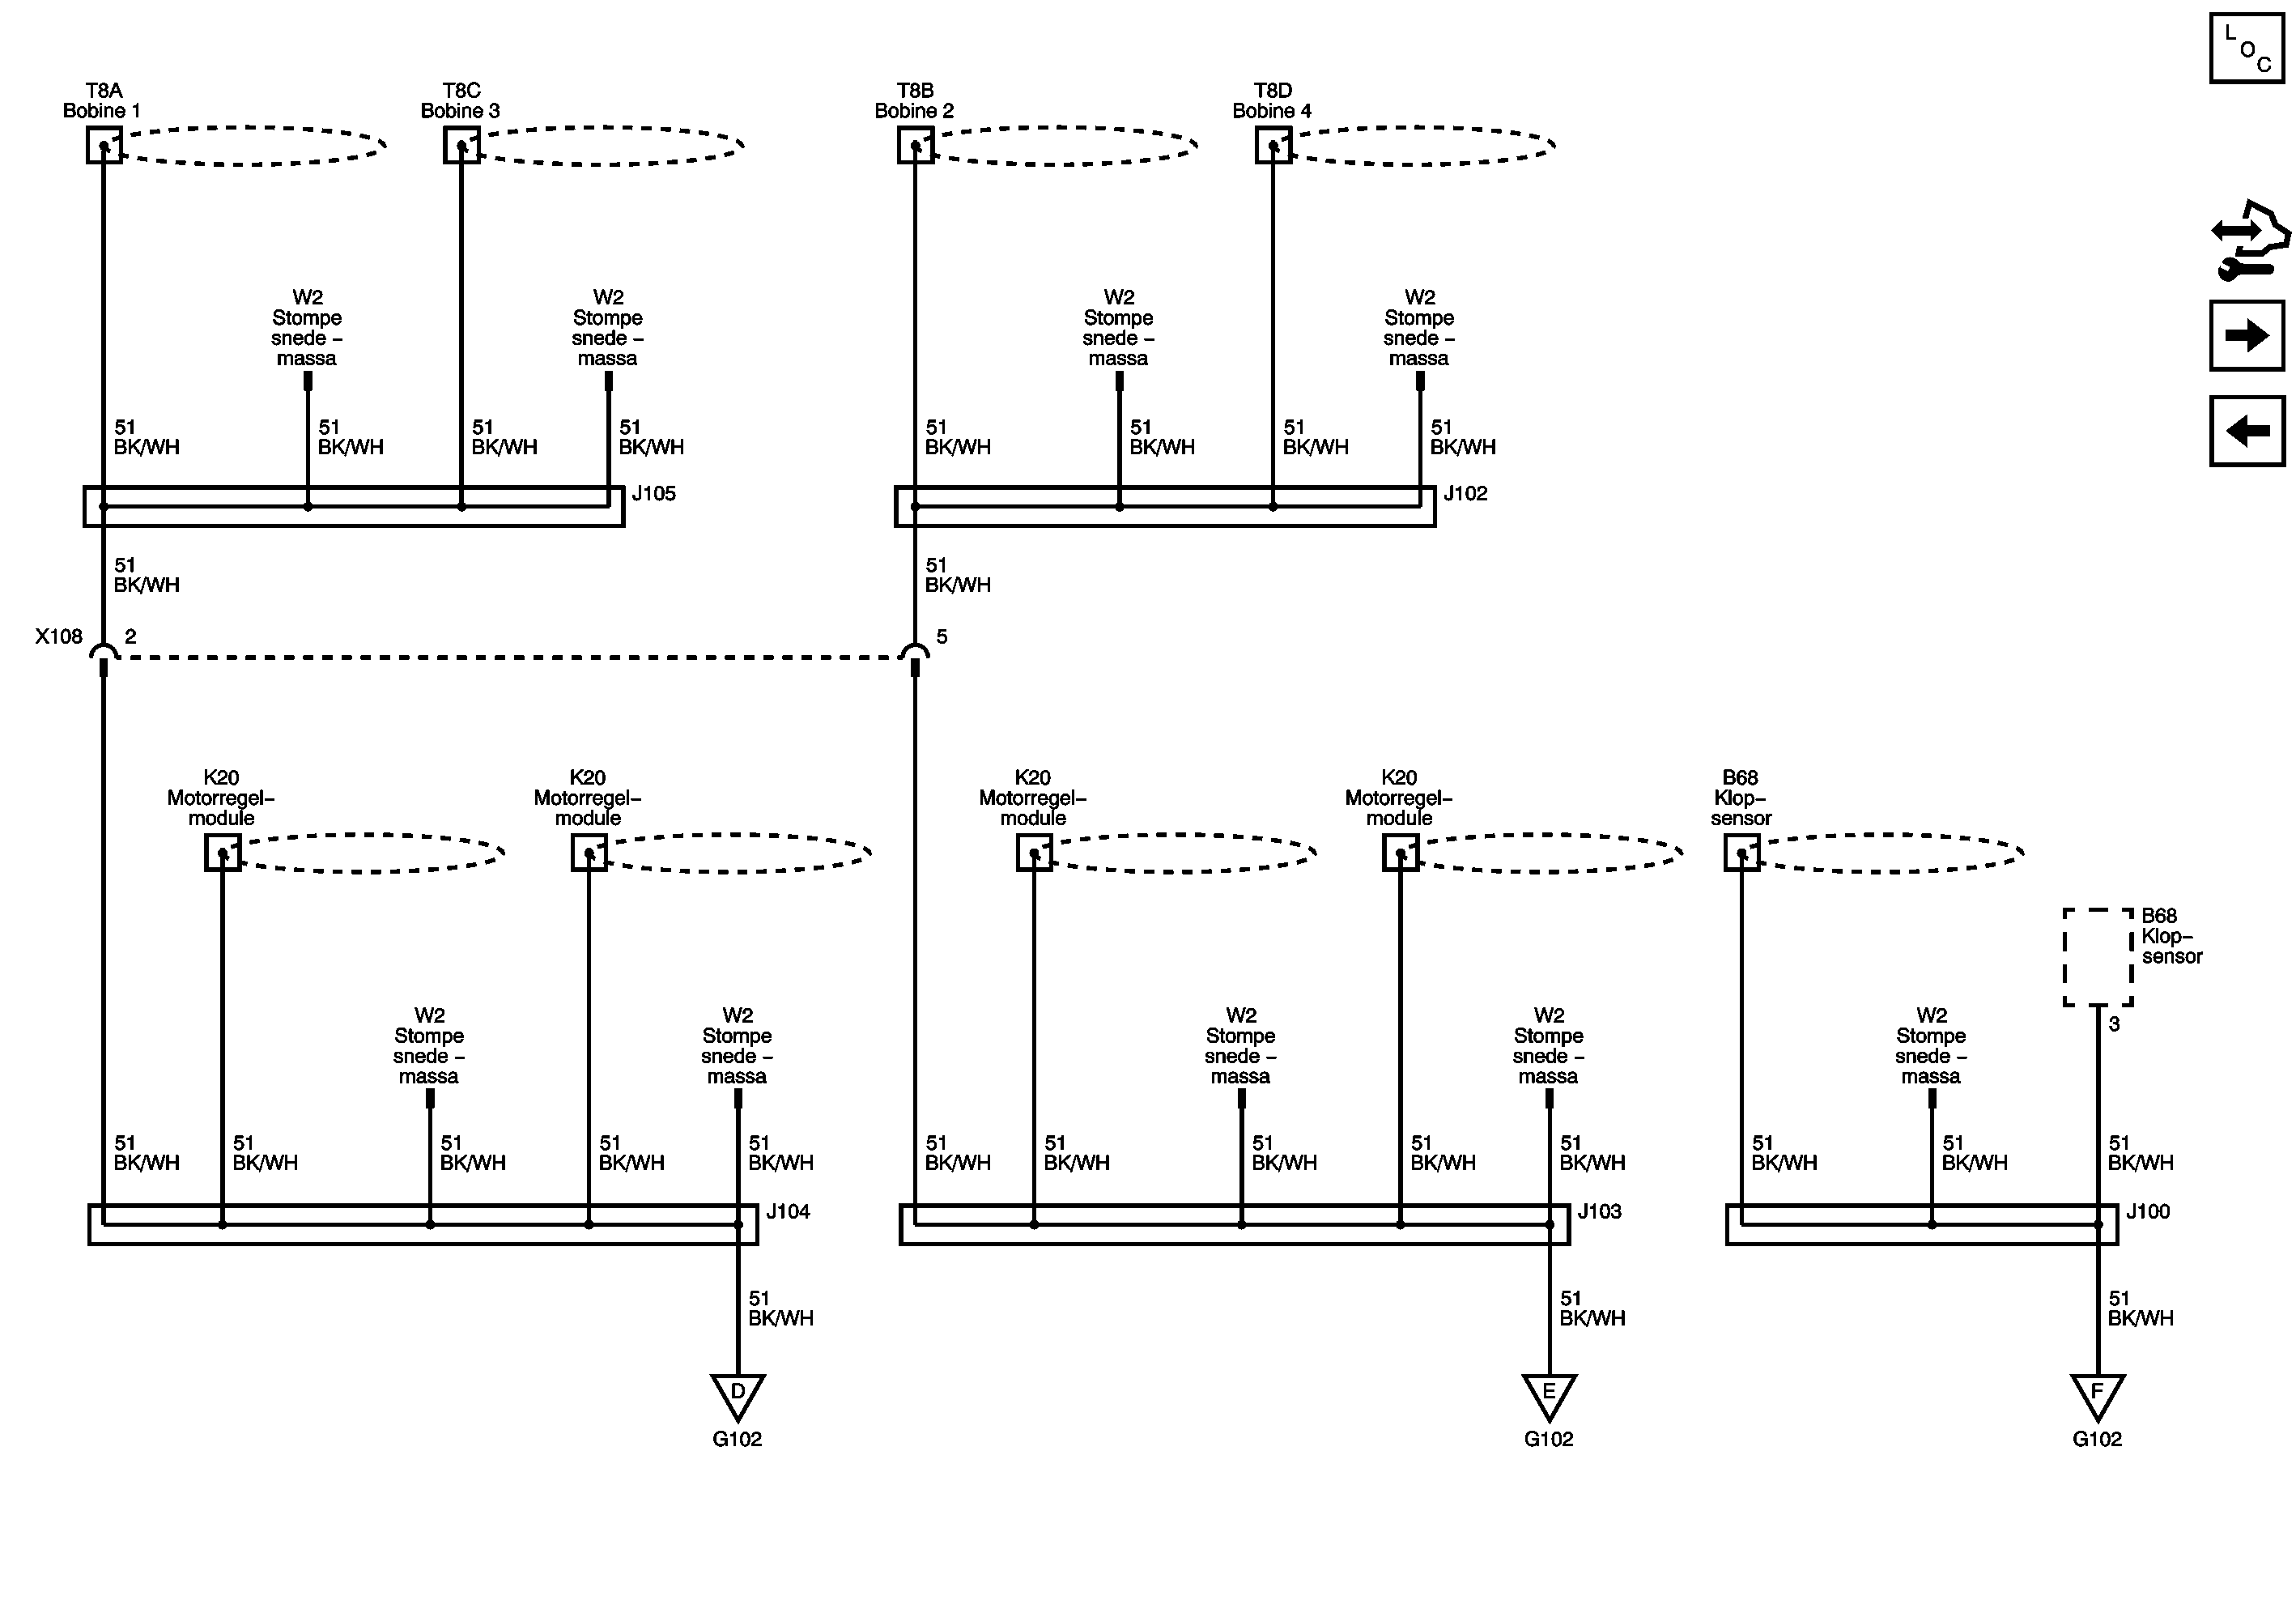 L
O
C
T8A
Bobine 1
T8C
Bobine 3
T8B
Bobine 2
T8D
Bobine 4
W2
Stompe
snede –
massa
W2
Stompe
snede –
massa
W2
Stompe
snede –
massa
W2
Stompe
snede –
massa
51
BK/WH
51
BK/WH
51
BK/WH
51
BK/WH
51
BK/WH
51
BK/WH
51
BK/WH
51
BK/WH
J105
J102
51
BK/WH
51
BK/WH
X108
2
5
K20
Motorregel–
module
K20
Motorregel–
module
K20
Motorregel–
module
K20
Motorregel–
module
B68
Klop–
sensor
B68
Klop–
sensor
3
W2
Stompe
snede –
massa
W2
Stompe
snede –
massa
W2
Stompe
snede –
massa
W2
Stompe
snede –
massa
W2
Stompe
snede –
massa
51
BK/WH
51
BK/WH
51
BK/WH
51
BK/WH
51
BK/WH
51
BK/WH
51
BK/WH
51
BK/WH
51
BK/WH
51
BK/WH
51
BK/WH
51
BK/WH
51
BK/WH
J104
J103
J100
51
BK/WH
51
BK/WH
51
BK/WH
D
E
F
G102
G102
G102